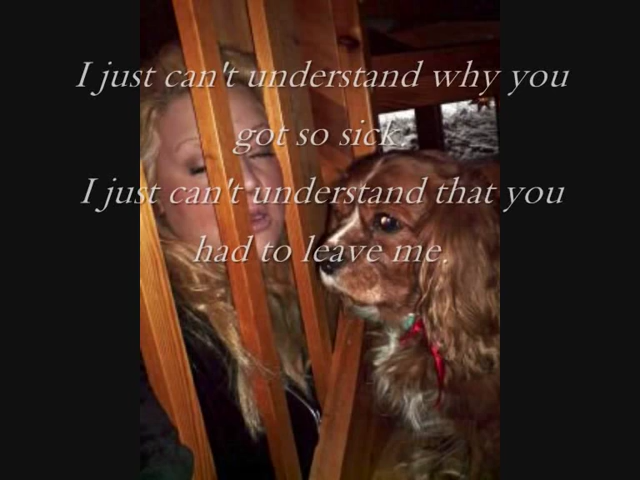 I just can't understand why you
got so sick.
I just can't understand that you
had to leave me.